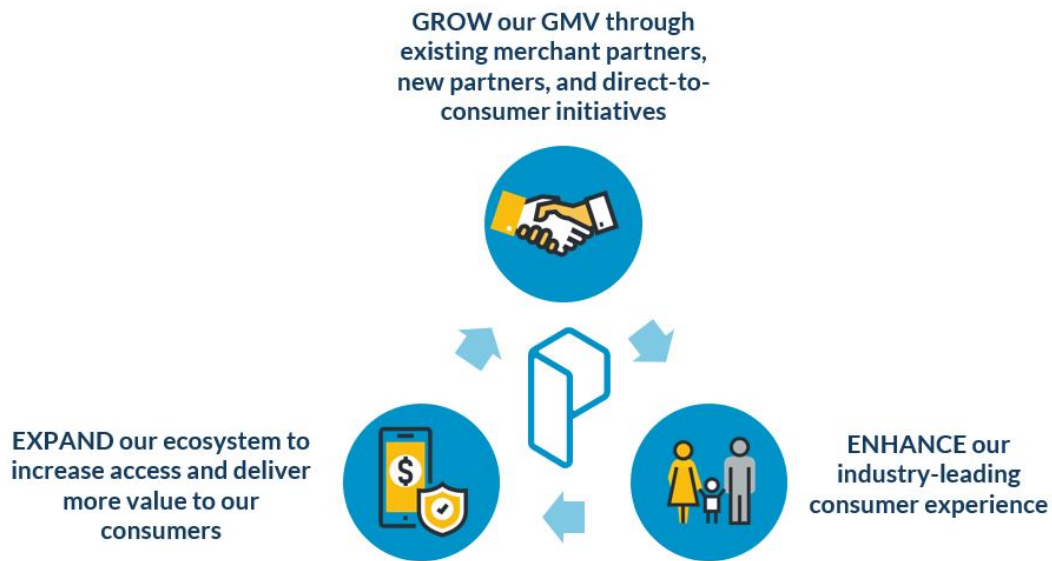 GROW our GMV through
existing merchant partners,
new partners, and direct-to-
consumer initiatives
$
EXPAND our ecosystem to
increase access and deliver
more value to our
consumers
ENHANCE our
industry-leading
consumer experience